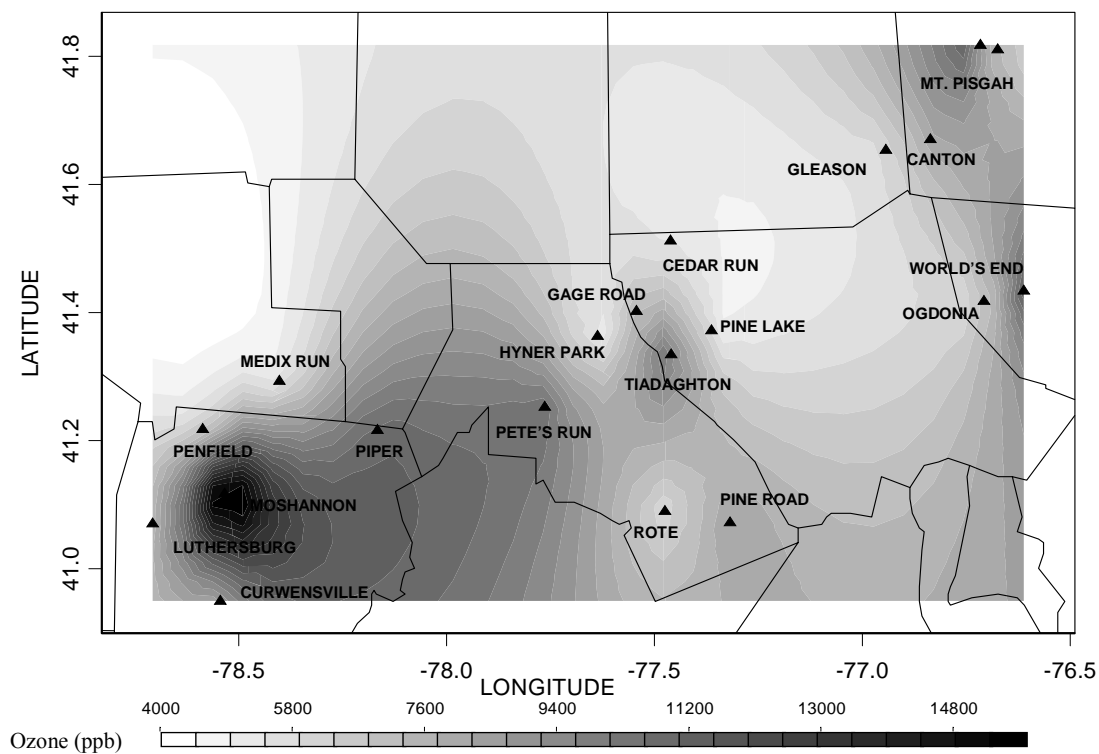 41.8
MT. PISGAH
GLEASON
CANTON
41.6
CEDAR RUN
WORLD'S END
GAGE ROAD
OGDONIA
41.4
PINE LAKE
HYNER PARK
LATITUDE
MEDIX RUN
TIADAGHTON
41.2
PENFIELD
PIPER
PETE'S RUN
MOSHANNON
PINE ROAD
ROTE
LUTHERSBURG
41.0
CURWENSVILLE
-78.5
-78.0
-77.5
-77.0
-76.5
LONGITUDE
4000
5800
7600
9400
11200
13000
14800
Ozone (ppb)